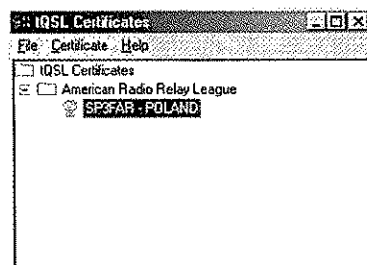 tQSL Certificates
File Certificate Help
tQSL Certificates
American Radio Relay League
SP3FAR - POLAND